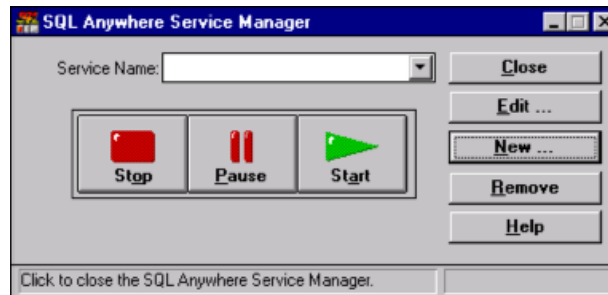 SQL Anywhere Service Manager
Service Name:
Close
Edit ...
New ...
Stop
Pause
Start
Remove
Help
Click to close the SQL Anywhere Service Manager.